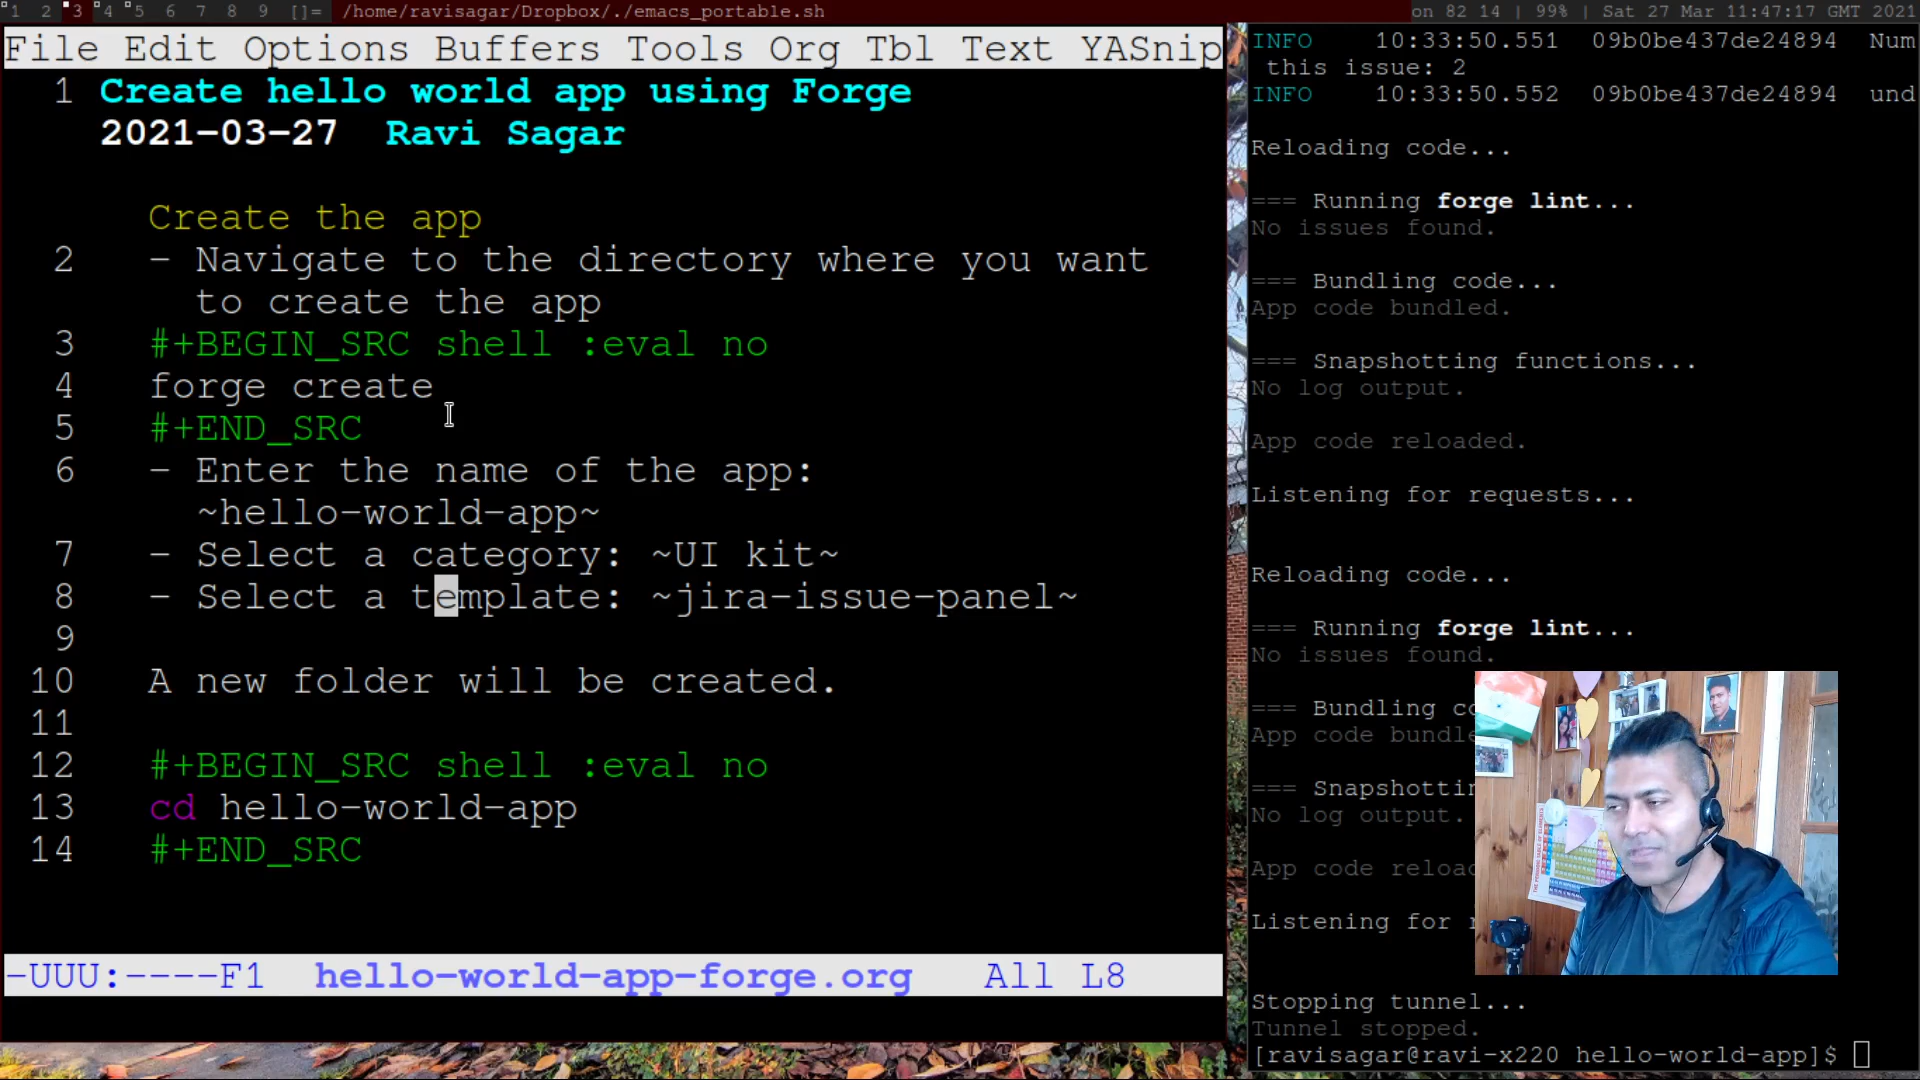 1 2 3 4 5 6 7 8 9 []= /home/ravisagar/Dropbox/./emacs_portable.sh on 82 14 | 99% | Sat 27 Mar 11:47:17 GMT 2021
File Edit Options Buffers Tools Org Tbl Text YASnip
1 Create hello world app using Forge
2021-03-27 Ravi Sagar
Create the app
2 - Navigate to the directory where you want
to create the app
3 #+BEGIN_SRC shell :eval no
4 forge create
5 #+END_SRC
6 - Enter the name of the app:
~hello-world-app~
7 - Select a category: ~UI kit~
8 - Select a template: ~jira-issue-panel~
9
10 A new folder will be created.
11
12 #+BEGIN_SRC shell :eval no
13 cd hello-world-app
14 #+END_SRC
-UUU:----F1 hello-world-app-forge.org All L8
INFO 10:33:50.551 09b0be437de24894 Num
this issue: 2
INFO 10:33:50.552 09b0be437de24894 und
Reloading code...
=== Running forge lint...
No issues found.
=== Bundling code...
App code bundled.
=== Snapshotting functions...
No log output.
App code reloaded.
Listening for requests...
Reloading code...
=== Running forge lint...
No issues found.
=== Bundling co
App code bundle
=== Snapshottin
No log output.
App code reloa
Listening for r
Stopping tunnel...
Tunnel stopped.
[ravisagar@ravi-x220 hello-world-app]$